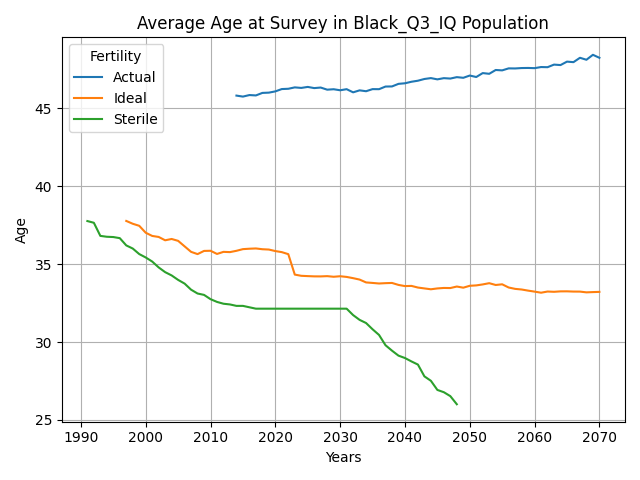 Average Age at Survey in Black_Q3_IQ Population
Fertility
Actual
Ideal
Sterile
45
40
35
30
25
Age
1990 2000 2010 2020 2030 2040 2050 2060 2070
Years